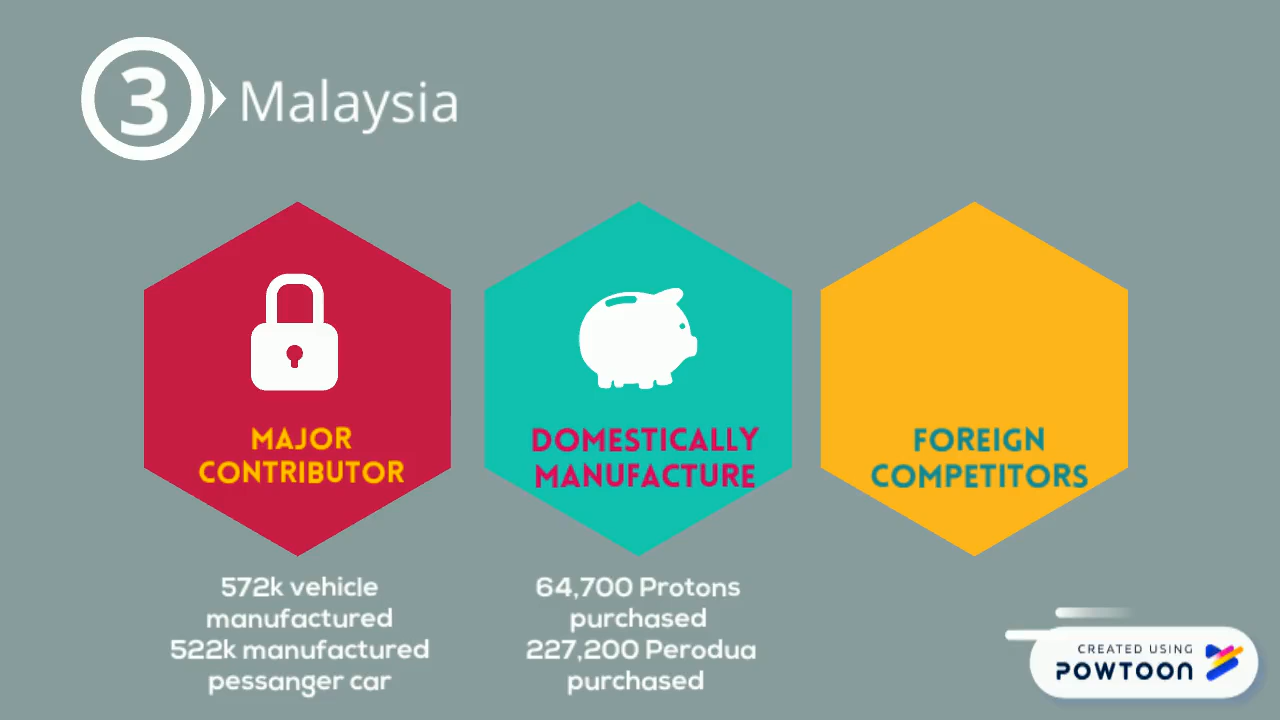 3 Malaysia
MAJOR
CONTRIBUTOR
572k vehicle
manufactured
522k manufactured
pessanger car
DOMESTICALLY
MANUFACTURE
64,700 Protons
purchased
227,200 Perodua
purchased
FOREIGN
COMPETITORS
CREATED USING
POWTOON